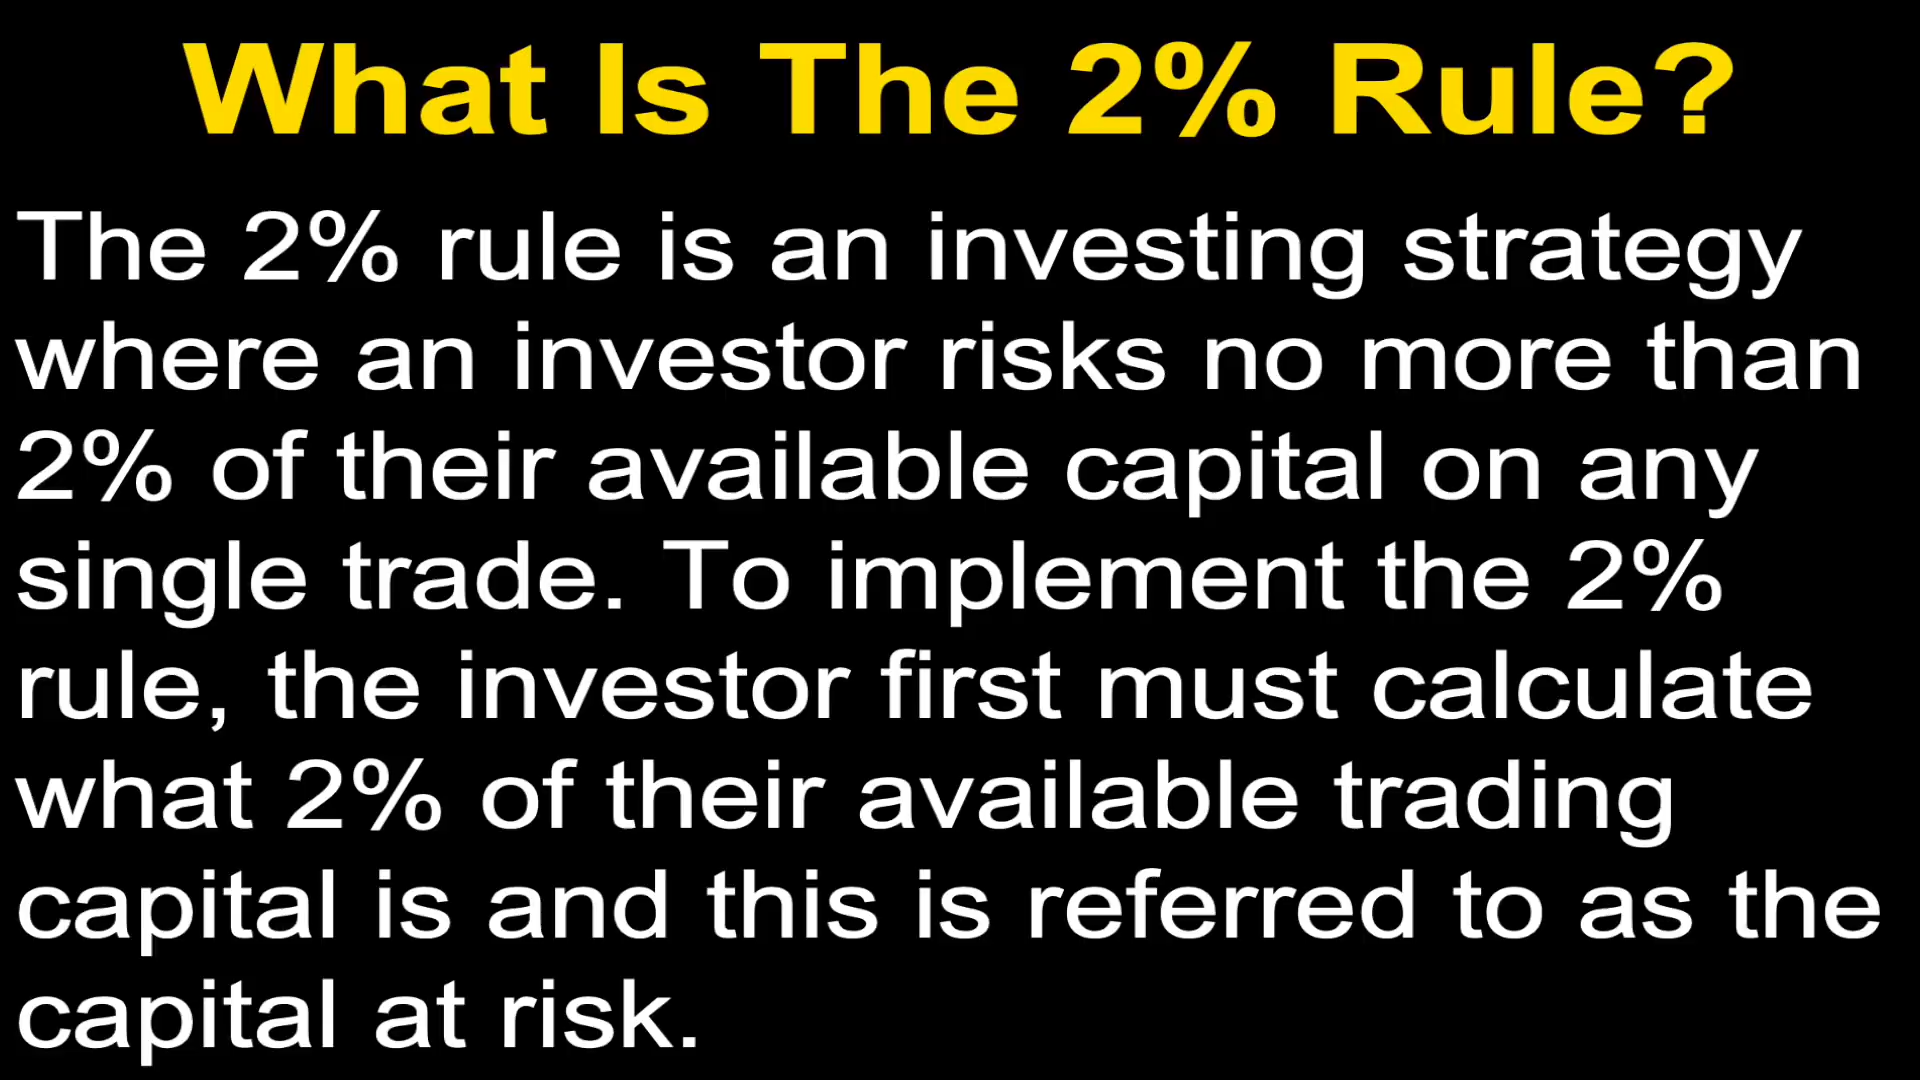 What Is The 2% Rule?
The 2% rule is an investing strategy
where an investor risks no more than
2% of their available capital on any
single trade. To implement the 2%
rule, the investor first must calculate
what 2% of their available trading
capital is and this is referred to as the
capital at risk.